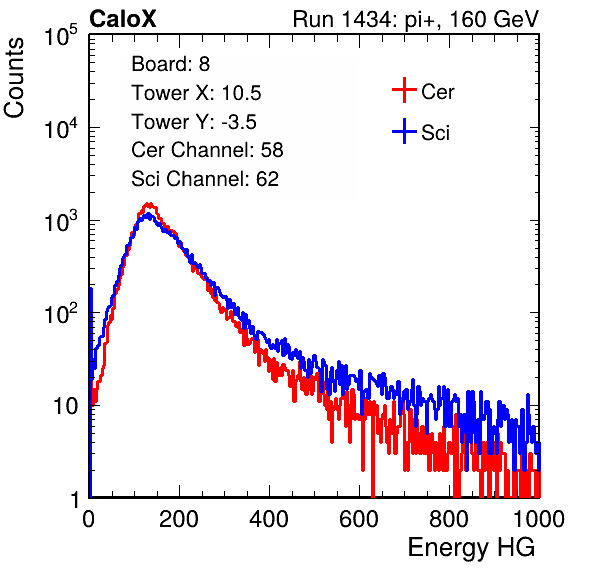 CaloX Run 1434: pi+, 160 GeV
Counts
10^5
10^4
10^3
10^2
10
1
Board: 8
Tower X: 10.5
Tower Y: -3.5
Cer Channel: 58
Sci Channel: 62
Cer
Sci
0 200 400 600 800 1000
Energy HG